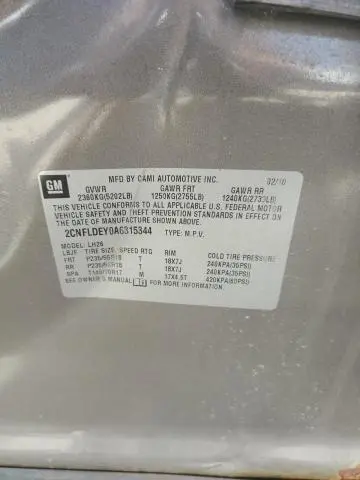 GM
MFD BY CAMI AUTOMOTIVE INC. 02/10
GVWR GAWR FRT GAWR RR
2360KG(5202LB) 1250KG(2755LB) 1240KG(2733LB)
THIS VEHICLE CONFORMS TO ALL APPLICABLE U.S. FEDERAL MOTOR
VEHICLE SAFETY AND THEFT PREVENTION STANDARDS IN EFFECT ON
THE DATE OF MANUFACTURE SHOWN ABOVE.
2CNFLDEY0A6315344 TYPE: M.P.V.
MODEL: LH26
TIRE SIZE, SPEED RTG RIM COLD TIRE PRESSURE
FRT P235/55R18 T 18X7J 240KPA(35PSI)
RR P235/55R18 T 18X7J 240KPA(35PSI)
SPA M 17X4.5T 420KPA(60PSI)
SEE OWNER'S MANUAL FOR MORE INFORMATION.